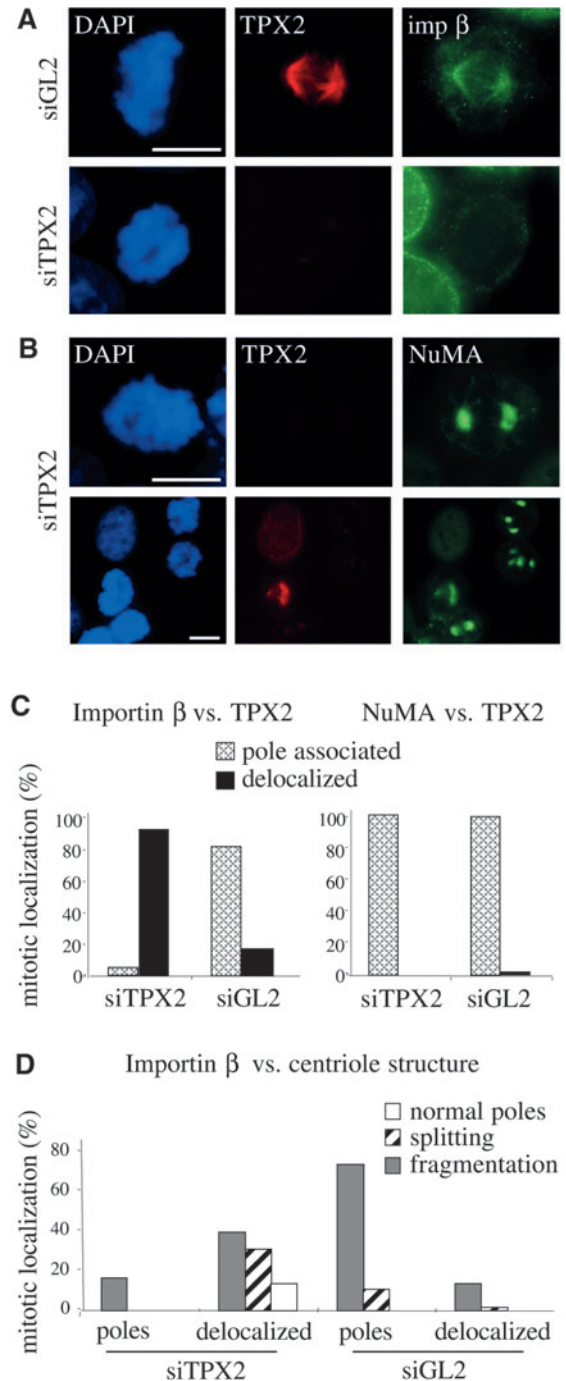 A
DAPI
TPX2
imp β
siGL2
siTPX2
B
DAPI
TPX2
NuMA
siTPX2
C
Importin β vs. TPX2
NuMA vs. TPX2
pole associated
delocalized
mitotic localization (%)
100
80
60
40
20
0
siTPX2
siGL2
100
80
60
40
20
0
siTPX2
siGL2
D
Importin β vs. centriole structure
normal poles
splitting
fragmentation
mitotic localization (%)
80
60
40
20
0
poles
delocalized
poles
delocalized
siTPX2
siGL2